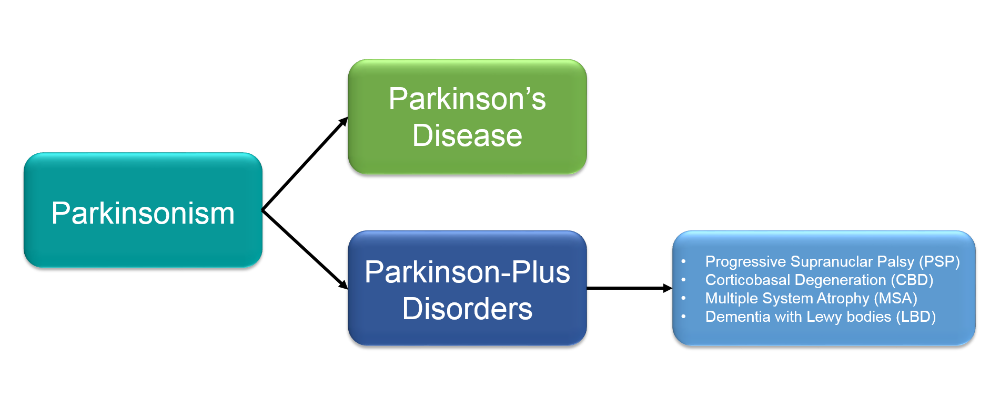 Parkinsonism
Parkinson’s
Disease
Parkinson-Plus
Disorders
• Progressive Supranuclar Palsy (PSP)
• Corticobasal Degeneration (CBD)
• Multiple System Atrophy (MSA)
• Dementia with Lewy bodies (LBD)